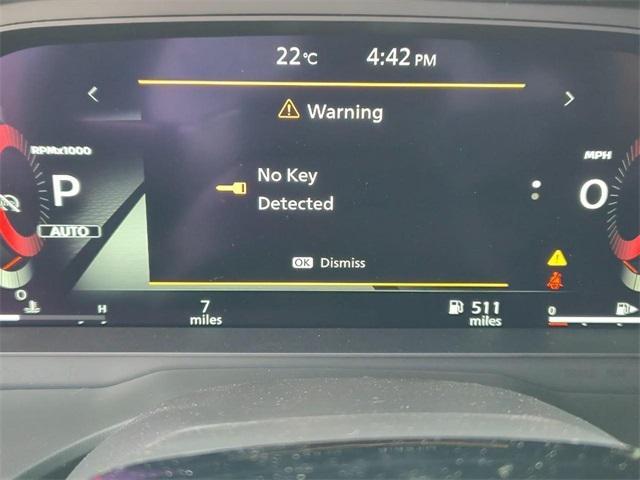 22°C 4:42 PM
Warning
RPMx1000
MPH
No Key
Detected
P
0
AUTO
OK Dismiss
0
H
7
miles
511
miles
0